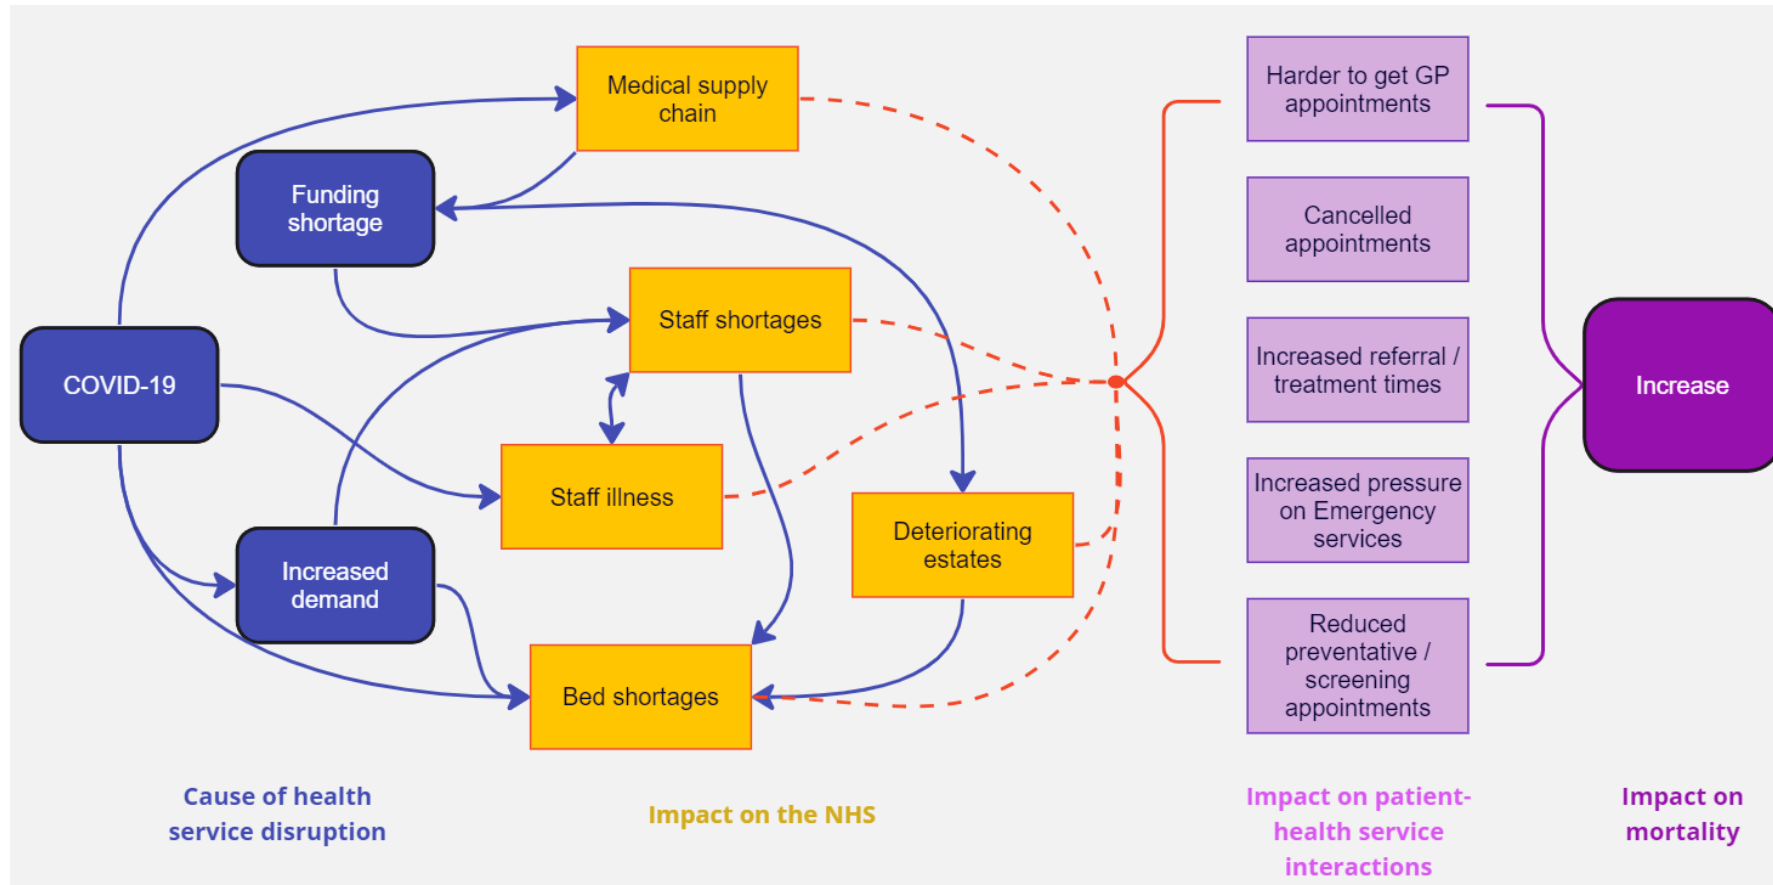 Medical supply
chain
Funding
shortage
Staff shortages
COVID-19
Staff illness
Increased
demand
Deteriorating
estates
Bed shortages
Harder to get GP
appointments
Cancelled
appointments
Increased referral /
treatment times
Increased pressure
on Emergency
services
Reduced
preventative /
screening
appointments
Increase
Cause of health
service disruption
Impact on the NHS
Impact on patient-
health service
interactions
Impact on
mortality